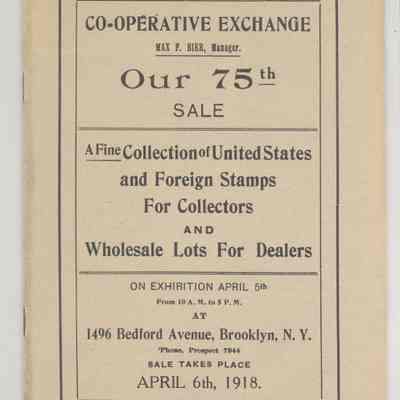 CO-OPERATIVE EXCHANGE
MAX F. BIER, Manager.
Our 75th
SALE
A Fine Collection of United States
and Foreign Stamps
For Collectors
AND
Wholesale Lots For Dealers
ON EXHIBITION APRIL 5th
From 10 A. M. to 5 P. M.
AT
1496 Bedford Avenue, Brooklyn, N. Y.
'Phone, Prospect 7844
SALE TAKES PLACE
APRIL 6th, 1918.